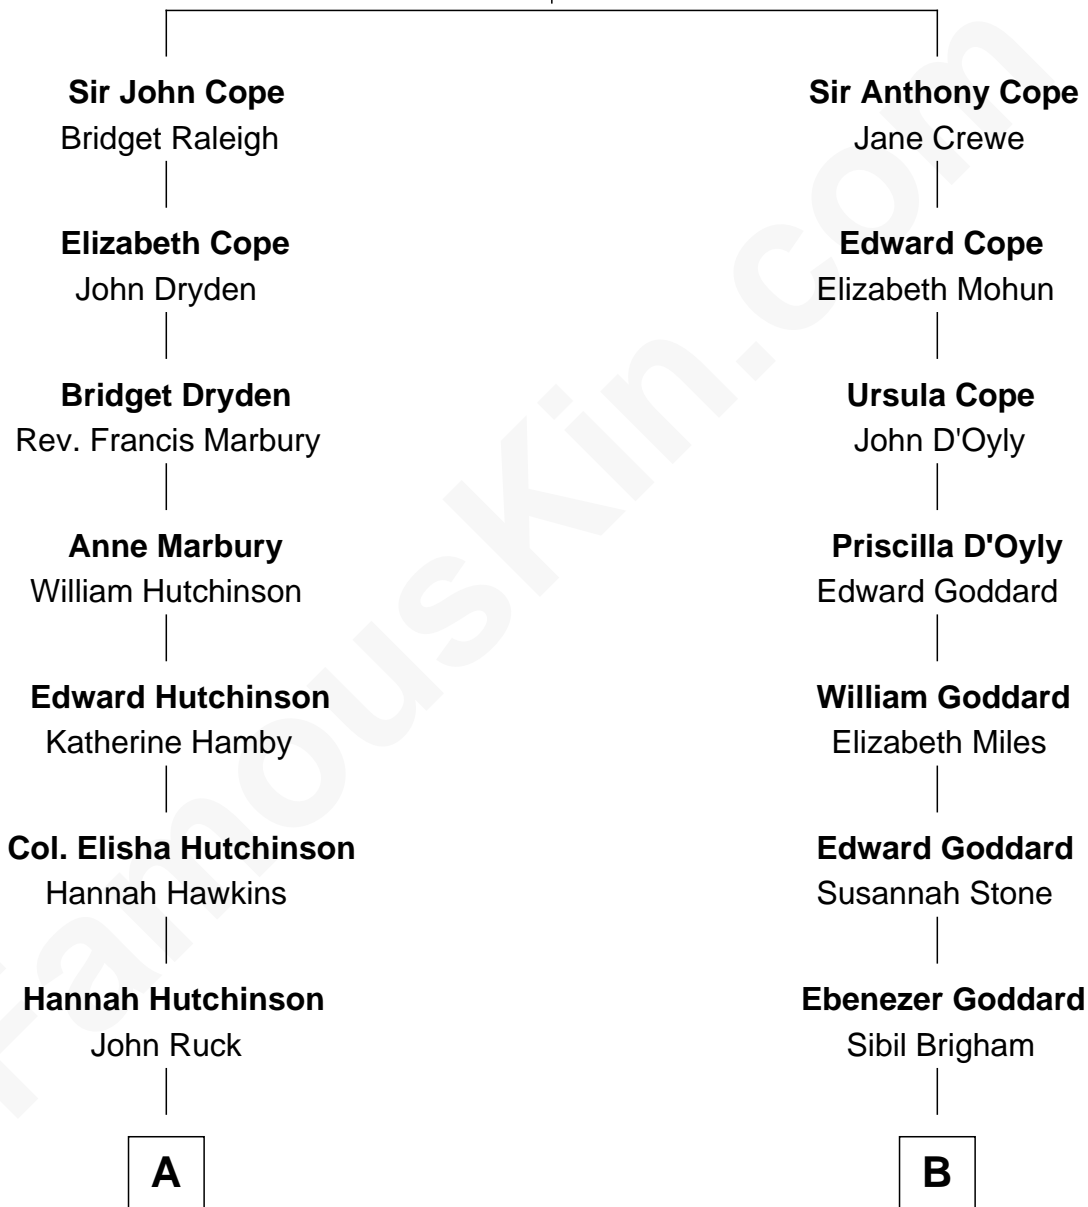 Sir John Cope
Bridget Raleigh
Elizabeth Cope
John Dryden
Bridget Dryden
Rev. Francis Marbury
Anne Marbury
William Hutchinson
Edward Hutchinson
Katherine Hamby
Col. Elisha Hutchinson
Hannah Hawkins
Hannah Hutchinson
John Ruck
A
Sir Anthony Cope
Jane Crewe
Edward Cope
Elizabeth Mohun
Ursula Cope
John D'Oyly
Priscilla D'Oyly
Edward Goddard
William Goddard
Elizabeth Miles
Edward Goddard
Susannah Stone
Ebenezer Goddard
Sibil Brigham
B
FamousKin.com